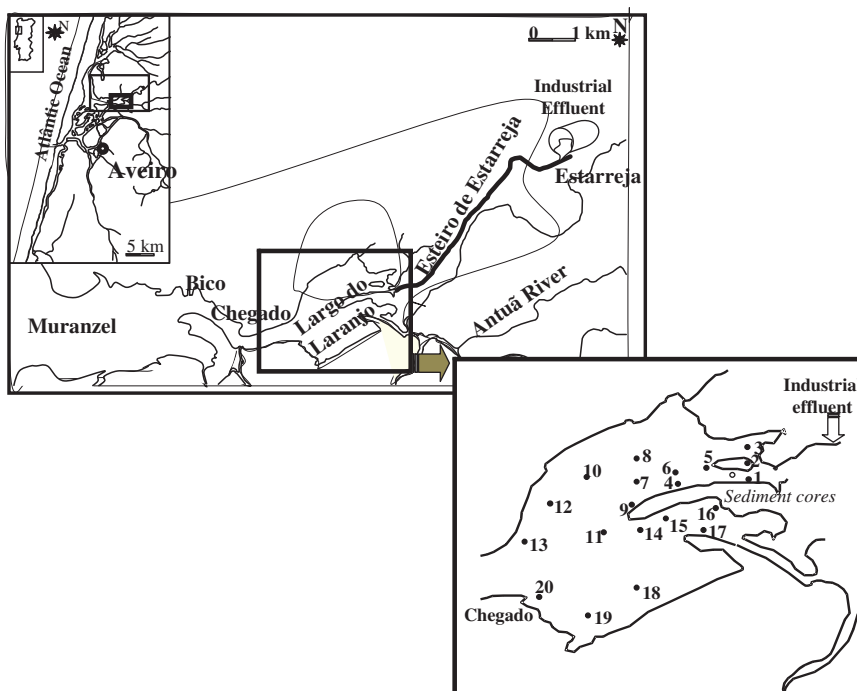 N
Atlântic Ocean
Aveiro
5 km
0 1 km
N
Industrial
Effluent
Estarreja
Esteiro de Estarreja
Bico
Chegado
Largo do
Laranjo
Muranzel
Antuã River
Industrial
effluent
3
8
5
2
10
6
7
4
1
Sediment cores
12
9
16
11
14
15
17
13
20
18
Chegado
19